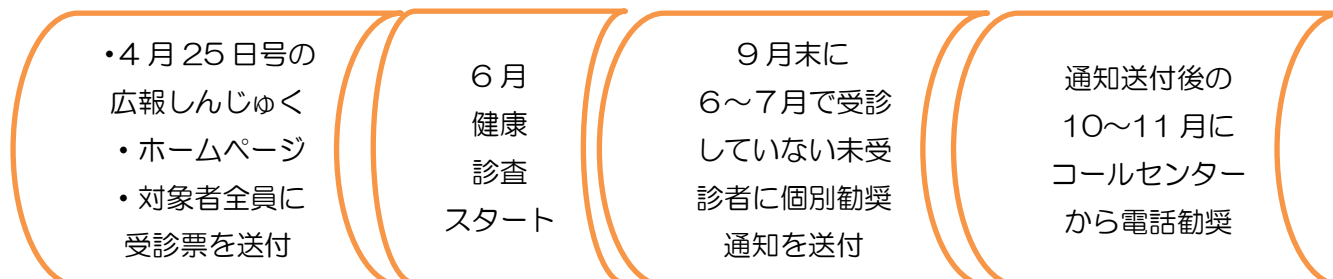 ・4月25日号の
広報しんじゅく
・ホームページ
・対象者全員に
受診票を送付
6月
健康
診査
スタート
9月末に
6～7月で受診
していない未受
診者に個別勧奨
通知を送付
通知送付後の
10～11月に
コールセンター
から電話勧奨